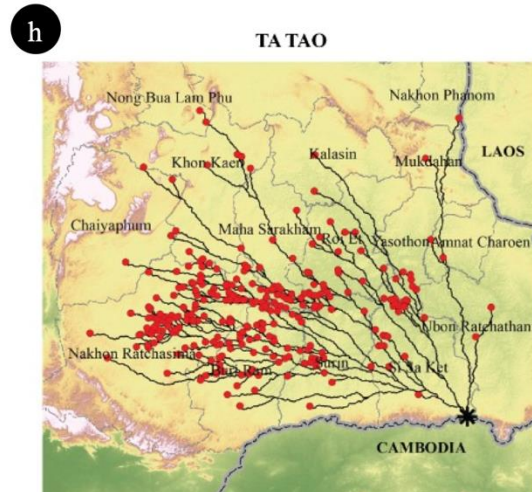 h
TA TAO
Nong Bua Lam Phu
Nakhon Phanom
LAOS
Khon Kaen
Kalasin
Mukdahan
Chaiyaphum
Maha Sarakham
Roi Et
Yasothon
Amnat Charoen
Ubon Ratchathan
Nakhon Ratchasima
Buri Ram
Surin
Si Sa Ket
CAMBODIA